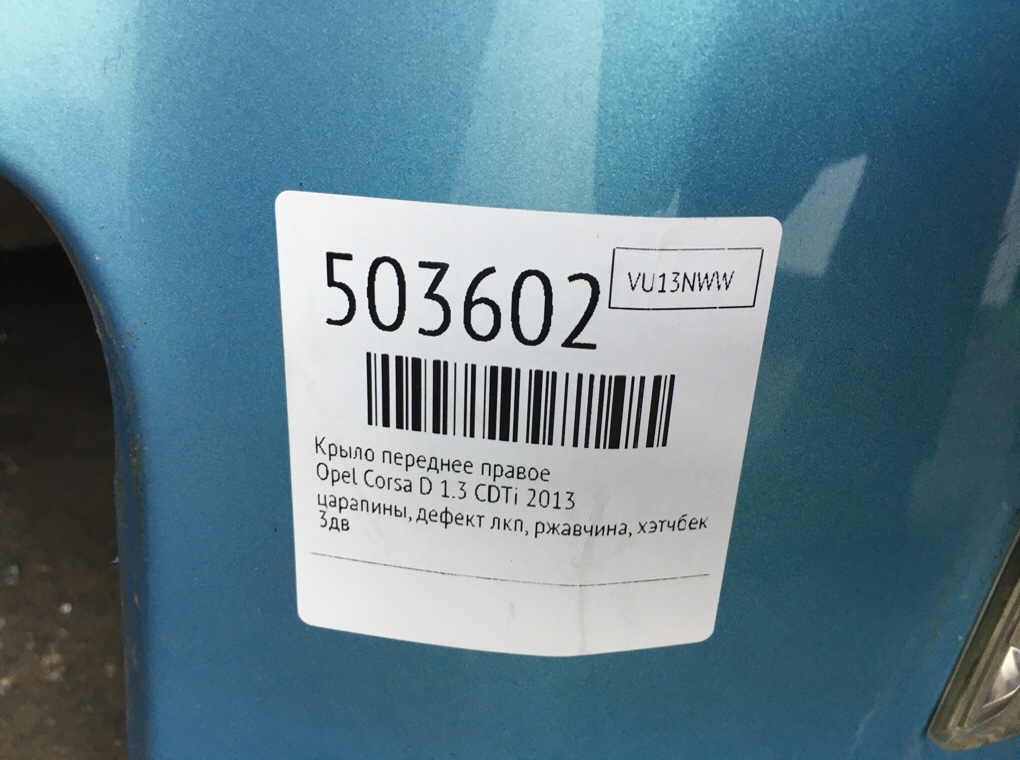 503602
VU13NWW
Крыло переднее правое
Opel Corsa D 1.3 CDTi 2013
царапины, дефект лкп, ржавчина, хэтчбек
3дв